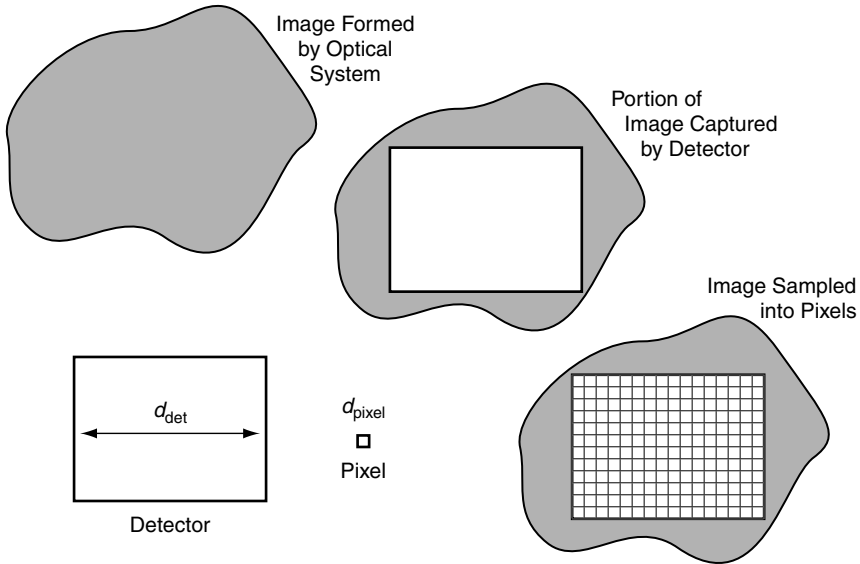 Image Formed
by Optical
System
Portion of
Image Captured
by Detector
Image Sampled
into Pixels
d_det
d_pixel
Pixel
Detector